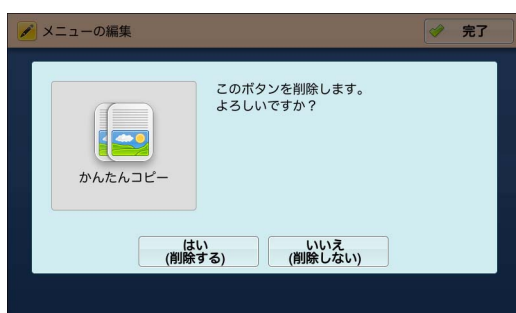 メニューの編集
完了
このボタンを削除します。
よろしいですか？
かんたんコピー
はい
(削除する)
いいえ
(削除しない)